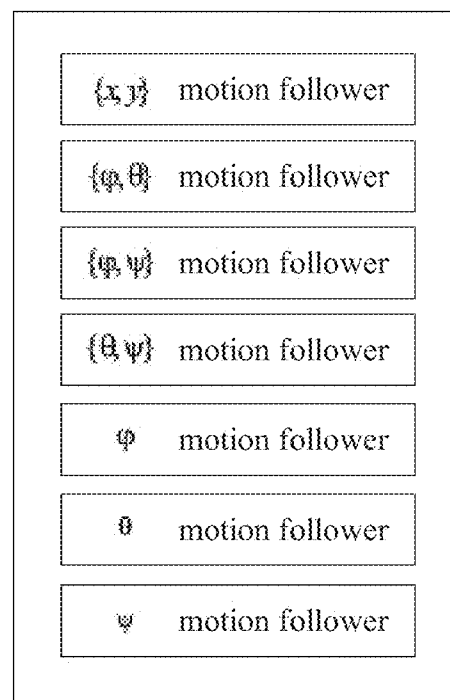 {x, y} motion follower
{φ, θ} motion follower
{φ, ψ} motion follower
{θ, ψ} motion follower
φ motion follower
θ motion follower
ψ motion follower